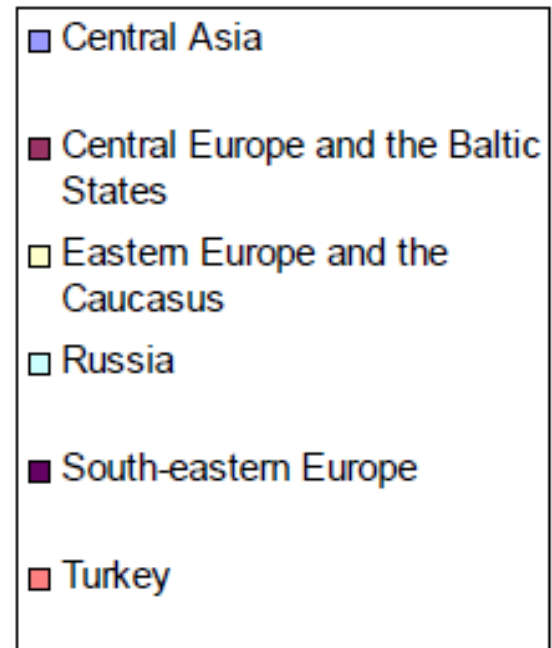 Central Asia
Central Europe and the Baltic
States
Eastern Europe and the
Caucasus
Russia
South-eastern Europe
Turkey